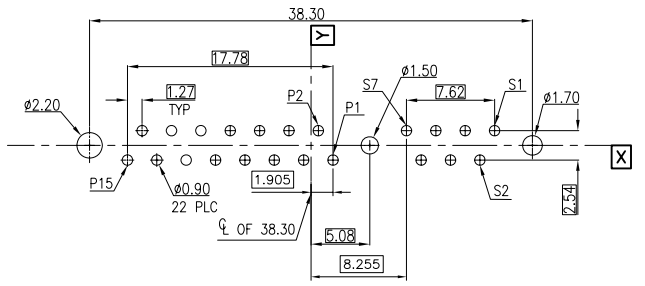 38.30
Y
17.78
ø1.50
1.27
TYP
P2
P1
S7
7.62
S1
ø2.20
ø1.70
X
P15
ø0.90
22 PLC
1.905
S2
2.54
℄ OF 38.30
5.08
8.255